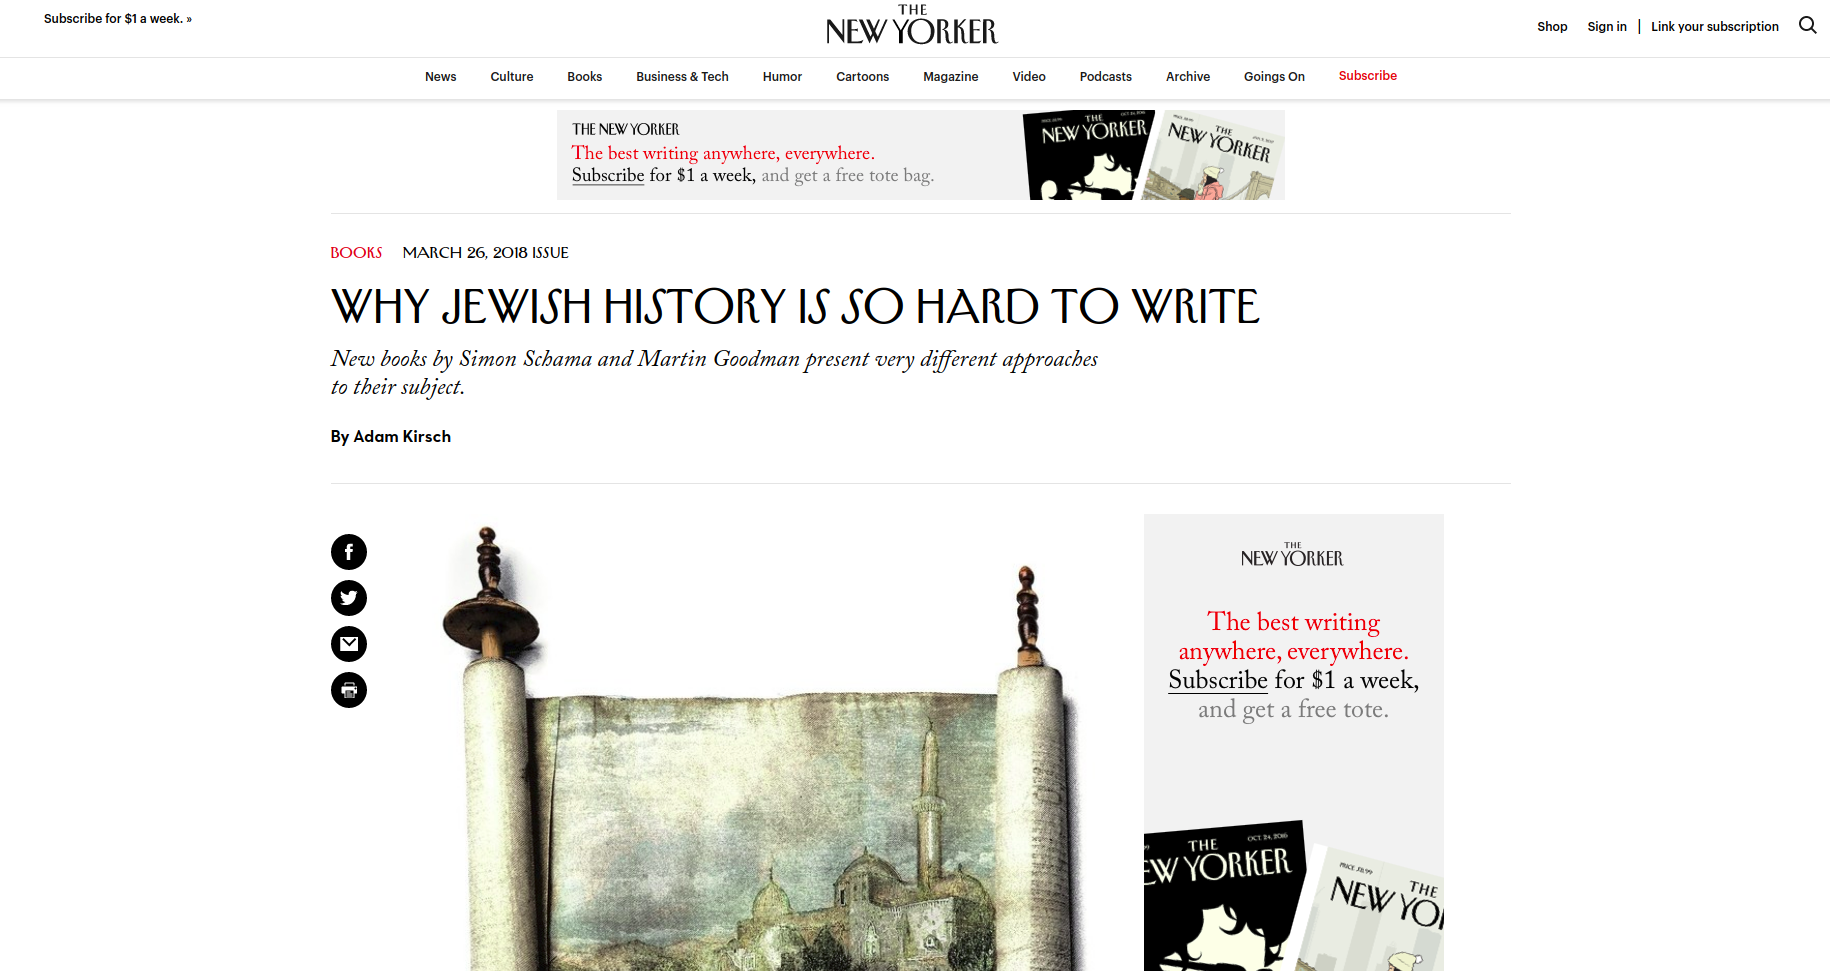 Subscribe for $1 a week. »
THE
NEW YORKER
Shop Sign in | Link your subscription
News Culture Books Business & Tech Humor Cartoons Magazine Video Podcasts Archive Goings On Subscribe
THE NEW YORKER
The best writing anywhere, everywhere.
Subscribe for $1 a week, and get a free tote bag.
THE
NEW YORKER
THE
NEW YORKER
BOOKS MARCH 26, 2018 ISSUE
WHY JEWISH HISTORY IS SO HARD TO WRITE
New books by Simon Schama and Martin Goodman present very different approaches
to their subject.
By Adam Kirsch
THE
NEW YORKER
The best writing
anywhere, everywhere.
Subscribe for $1 a week,
and get a free tote.
OCT. 24, 2016
THE
EW YORKER
PRICE $8.99
THE
NEW YO